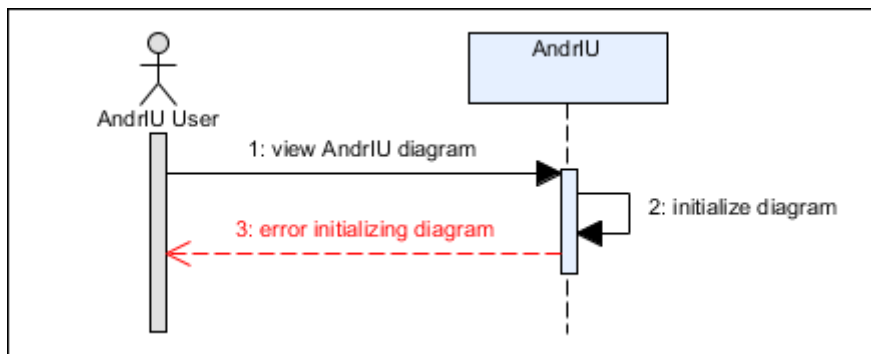 AndrIU
AndrIU User
1: view AndrIU diagram
2: initialize diagram
3: error initializing diagram